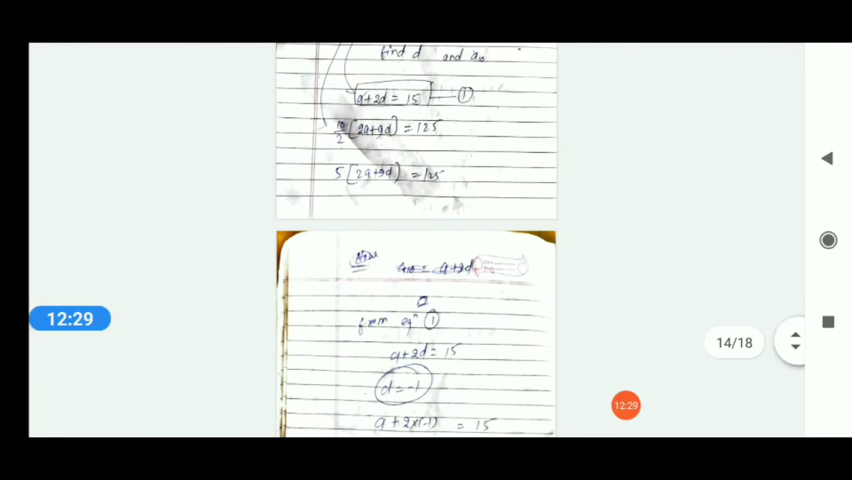 find d and a10
a+2d = 15 ①
10/2 [2a+9d] = 125
5 [2a+9d] = 125
Now
a10 = a+9d
from eqn ①
a+2d = 15
d = -1
a + 2×(-1) = 15
12:29
14/18
12:29